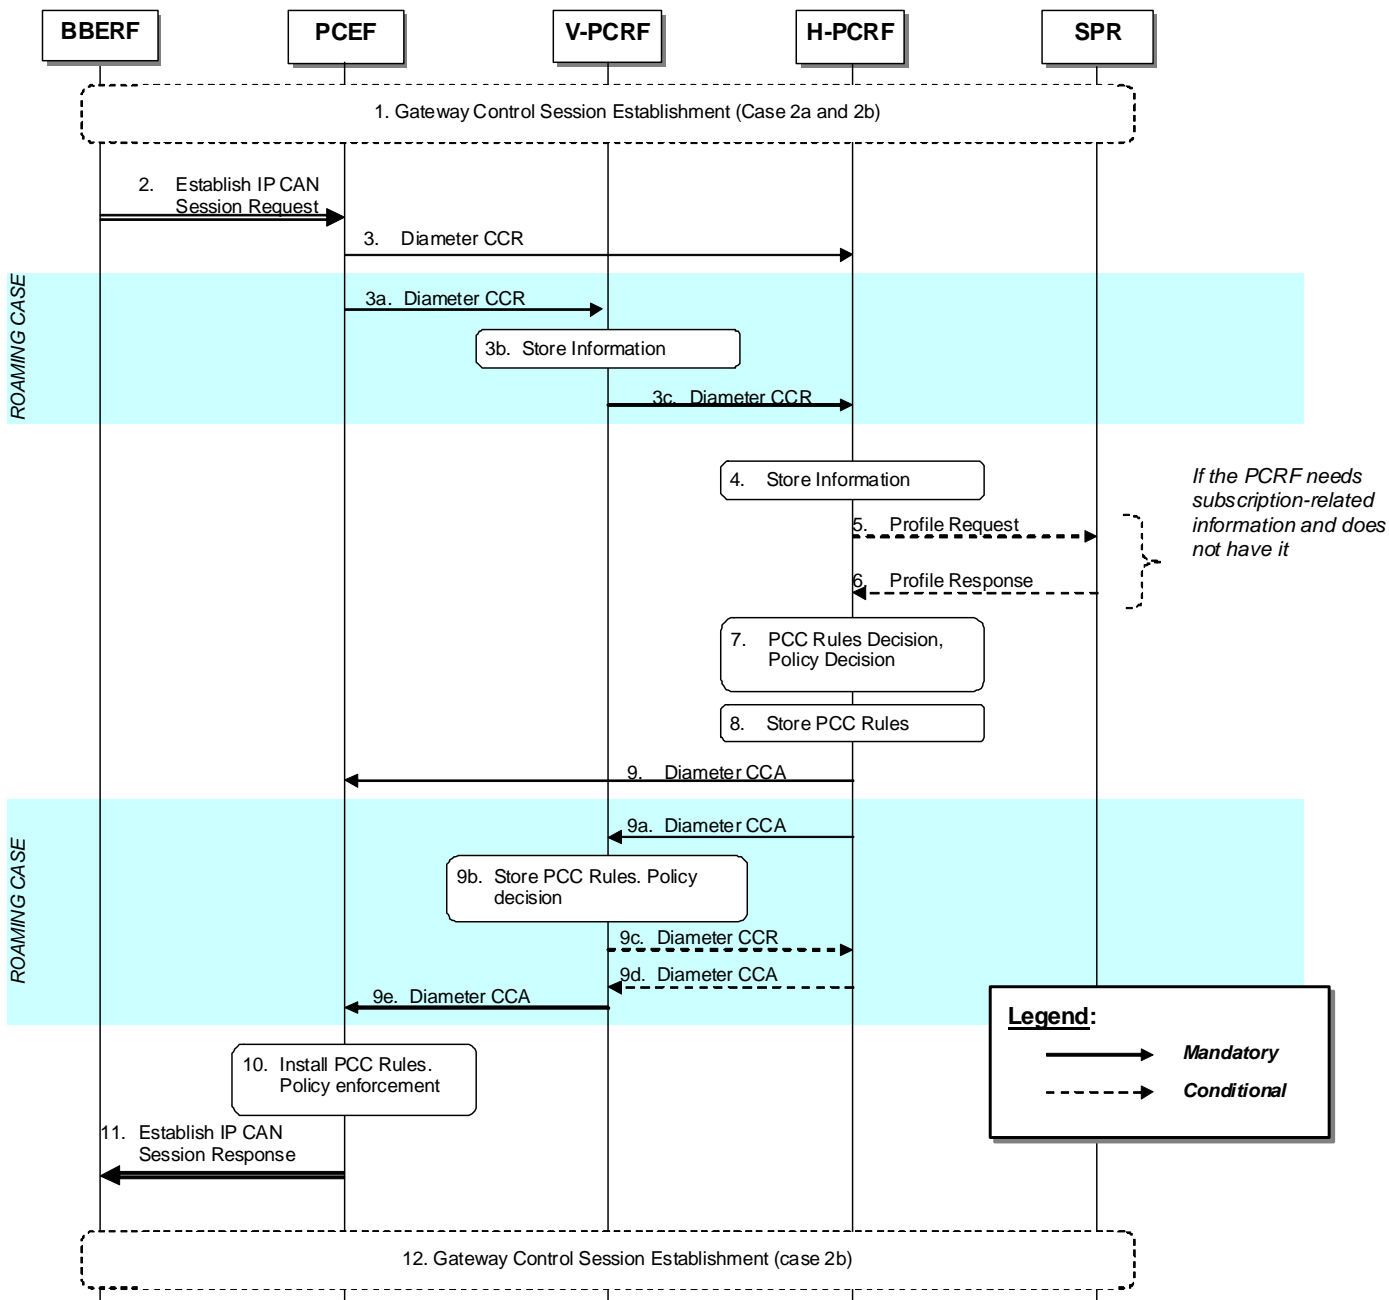 BBERF PCEF V-PCRF H-PCRF SPR
1. Gateway Control Session Establishment (Case 2a and 2b)
2. Establish IP CAN
Session Request
3. Diameter CCR
ROAMING CASE
3a. Diameter CCR
3b. Store Information
3c. Diameter CCR
4. Store Information
If the PCRF needs
subscription-related
information and does
not have it
5. Profile Request
6. Profile Response
7. PCC Rules Decision,
Policy Decision
8. Store PCC Rules
9. Diameter CCA
ROAMING CASE
9a. Diameter CCA
9b. Store PCC Rules. Policy
decision
9c. Diameter CCR
9d. Diameter CCA
9e. Diameter CCA
Legend:
Mandatory
Conditional
10. Install PCC Rules.
Policy enforcement
11. Establish IP CAN
Session Response
12. Gateway Control Session Establishment (case 2b)